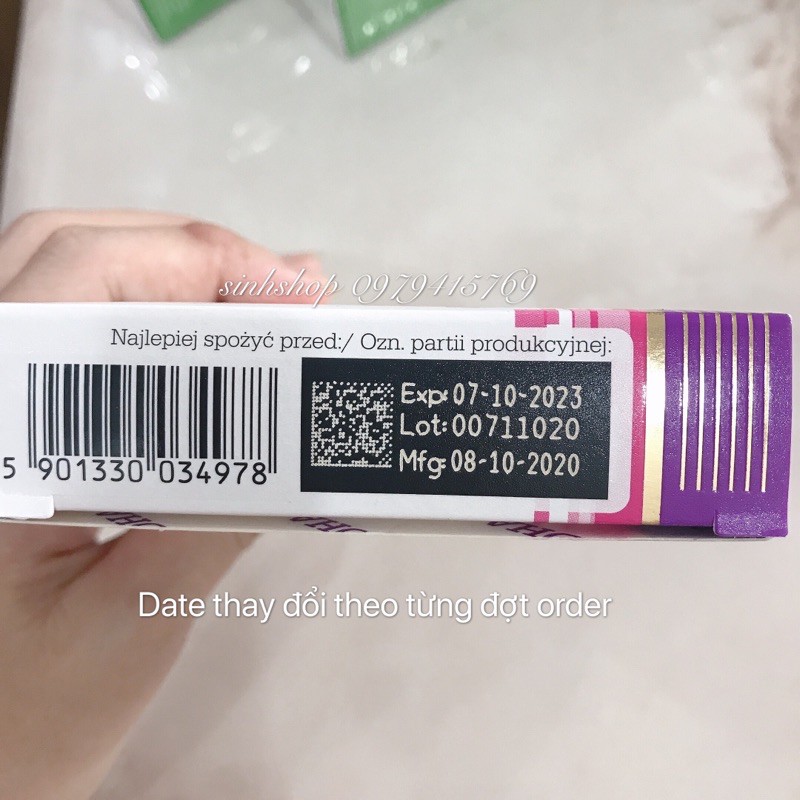 sinhshop 0979415769
Najlepiej spożyć przed:/ Ozn. partii produkcyjnej:
Exp: 07-10-2023
Lot: 00711020
Mfg: 08-10-2020
5 901330 034978
Date thay đổi theo từng đợt order